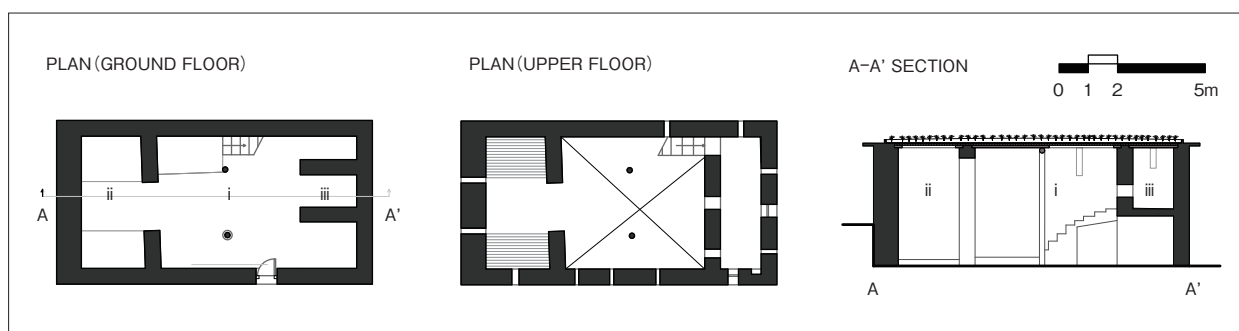 PLAN(GROUND FLOOR)
PLAN(UPPER FLOOR)
A-A' SECTION
0 1 2 5m
ii i iii
A A'
ii i iii
A A'